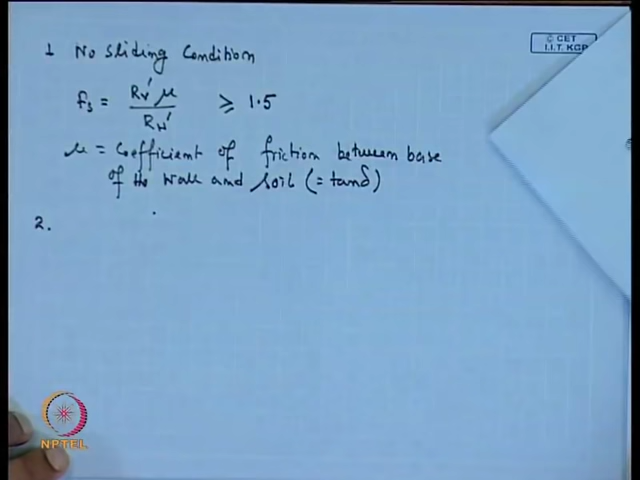 © CET
I.I.T. KGP
1 No Sliding Condition
Fs = Rv' μ / RH' ≥ 1.5
μ = Coefficient of friction between base
of the wall and soil (= tanδ)
2.
NPTEL